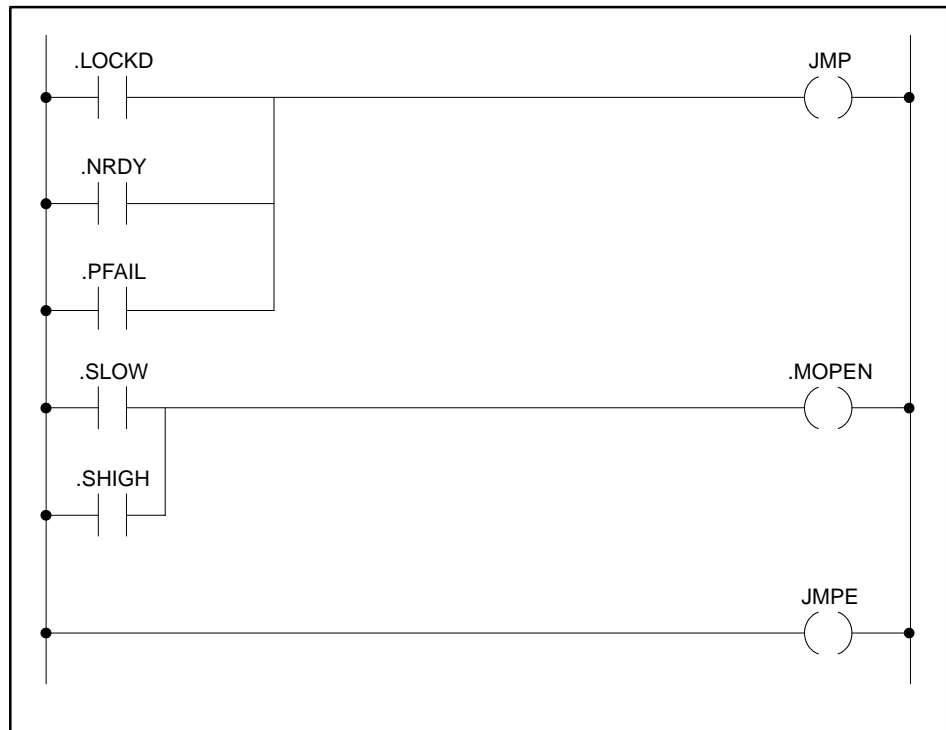 .LOCKD
JMP
.NRDY
.PFAIL
.SLOW
.MOPEN
.SHIGH
JMPE